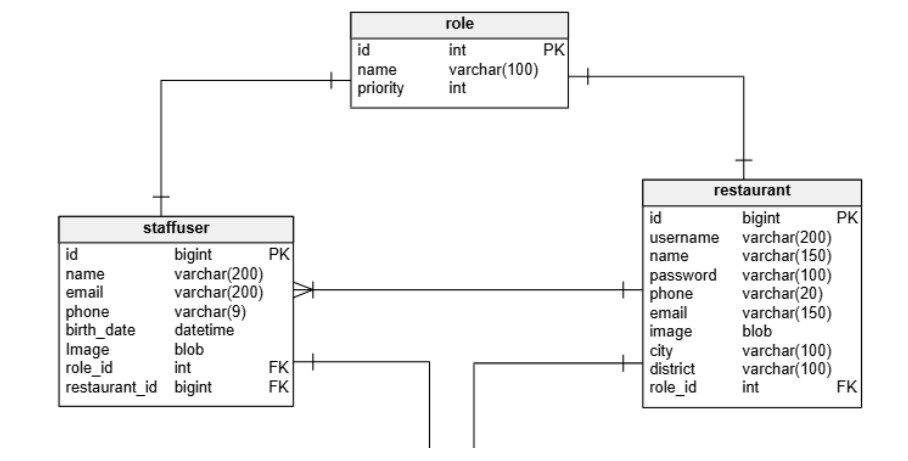 role
id int PK
name varchar(100)
priority int
staffuser
id bigint PK
name varchar(200)
email varchar(200)
phone varchar(9)
birth_date datetime
Image blob
role_id int FK
restaurant_id bigint FK
restaurant
id bigint PK
username varchar(200)
name varchar(150)
password varchar(100)
phone varchar(20)
email varchar(150)
image blob
city varchar(100)
district varchar(100)
role_id int FK